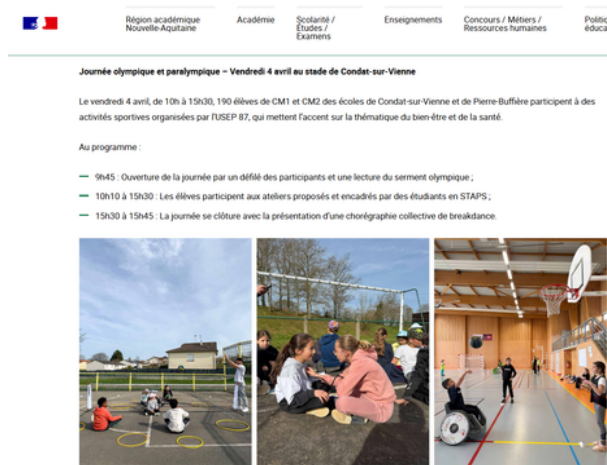 Région académique
Nouvelle-Aquitaine
Académie
Scolarité /
Études /
Examens
Enseignements
Concours / Métiers /
Ressources humaines
Journée olympique et paralympique – Vendredi 4 avril au stade de Condat-sur-Vienne
Le vendredi 4 avril, de 10h à 15h30, 190 élèves de CM1 et CM2 des écoles de Condat-sur-Vienne et de Pierre-Buffière participent à des
activités sportives organisées par l'USEP 87, qui mettent l'accent sur la thématique du bien-être et de la santé.
Au programme :
9h45 : Ouverture de la journée par un défilé des participants et une lecture du serment olympique ;
10h10 à 15h30 : Les élèves participent aux ateliers proposés et encadrés par des étudiants en STAPS ;
15h30 à 15h45 : La journée se clôture avec la présentation d'une chorégraphie collective de breakdance.